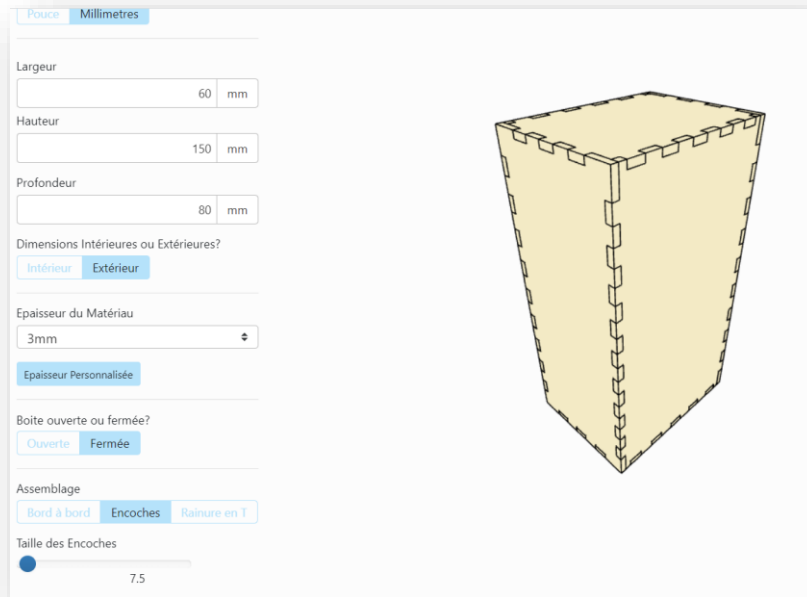 Pouce Millimetres
Largeur
60 mm
Hauteur
150 mm
Profondeur
80 mm
Dimensions Intérieures ou Extérieures?
Intérieur Extérieur
Epaisseur du Matériau
3mm
Epaisseur Personnalisée
Boite ouverte ou fermée?
Ouverte Fermée
Assemblage
Bord à bord Encoches Rainure en T
Taille des Encoches
7.5